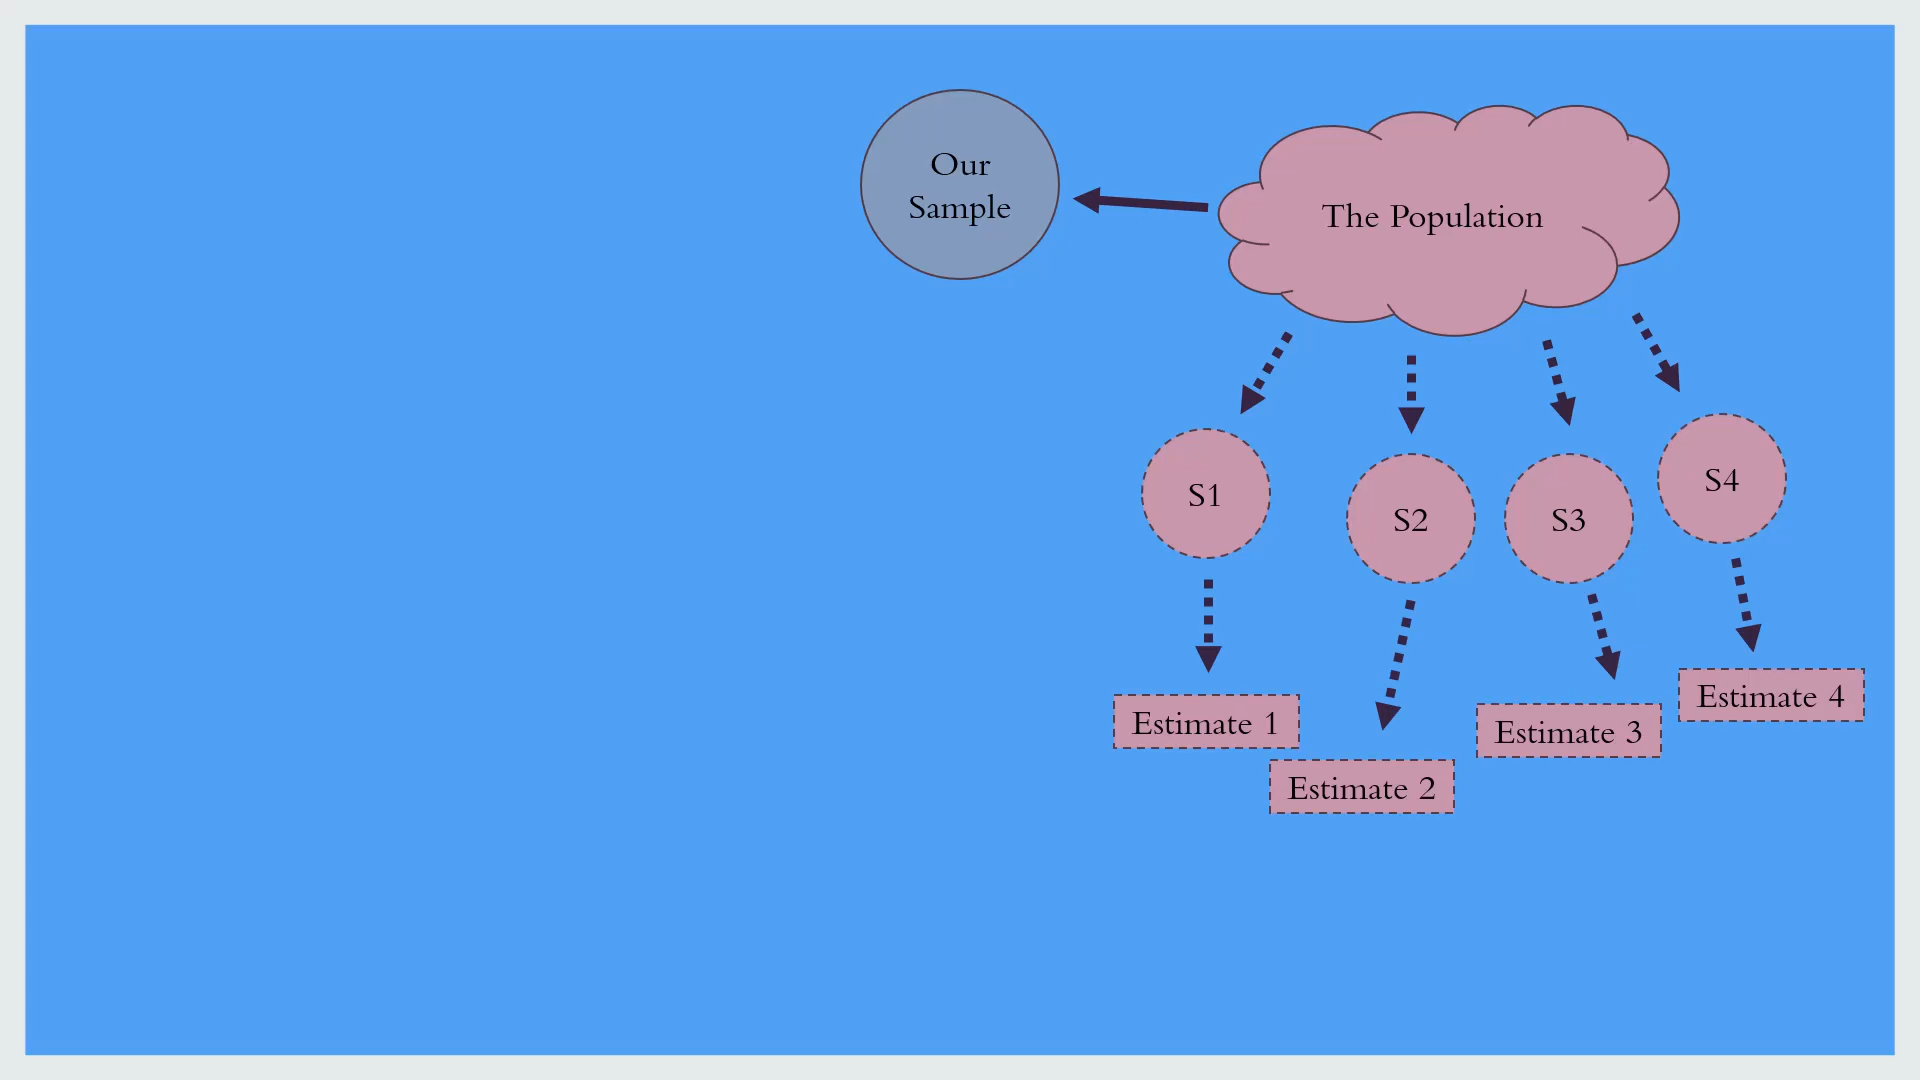 Our
Sample
The Population
S1
S2
S3
S4
Estimate 1
Estimate 2
Estimate 3
Estimate 4